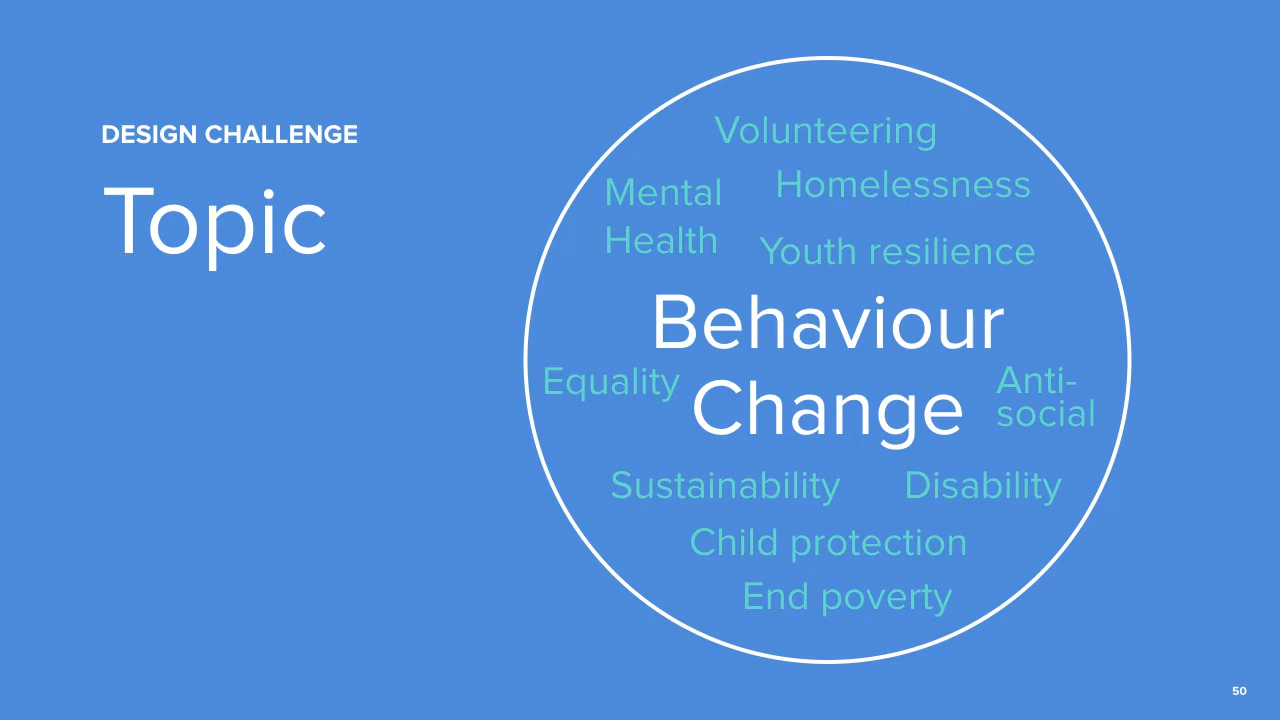 DESIGN CHALLENGE
Topic
Volunteering
Mental
Health
Homelessness
Youth resilience
Behaviour
Change
Equality
Anti-
social
Sustainability
Disability
Child protection
End poverty
50